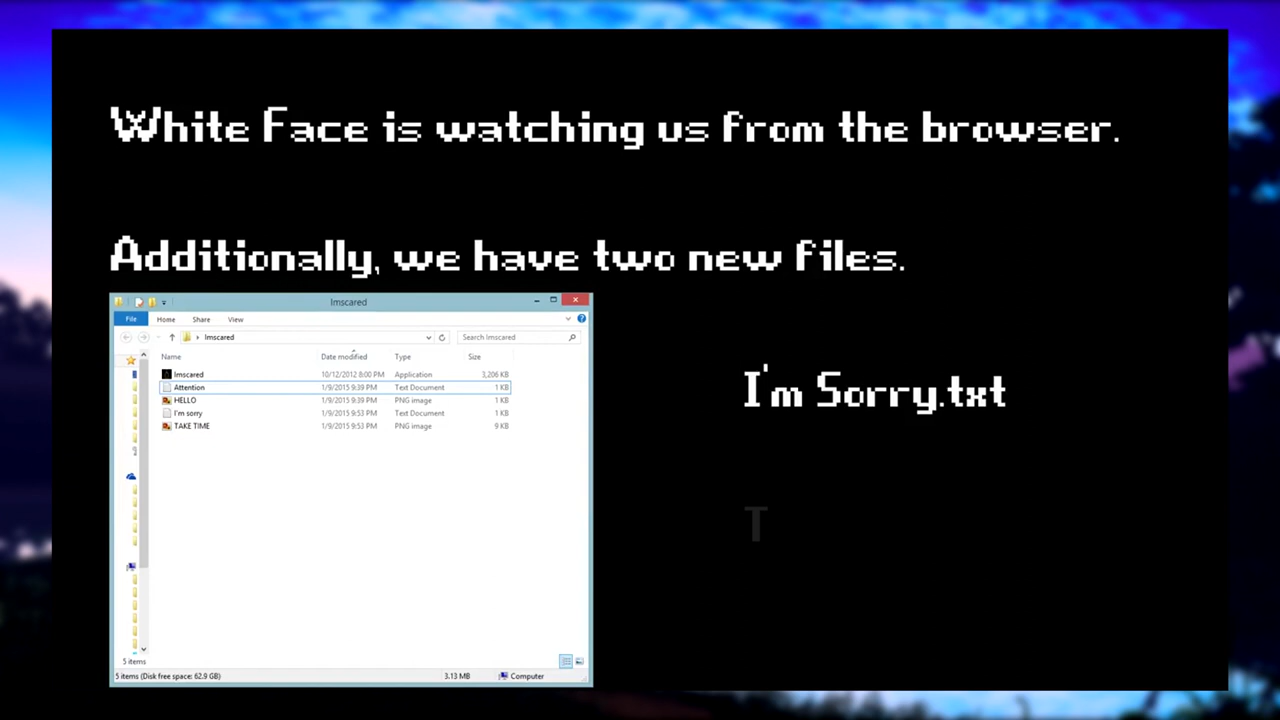 White Face is watching us from the browser.
Additionally, we have two new files.
Imscared
File Home Share View
Imscared Search Imscared
Name Date modified Type Size
Imscared 10/12/2012 8:00 PM Application 3,206 KB
Attention 1/9/2015 9:39 PM Text Document 1 KB
HELLO 1/9/2015 9:39 PM PNG image 1 KB
I'm sorry 1/9/2015 9:53 PM Text Document 1 KB
TAKE TIME 1/9/2015 9:53 PM PNG image 9 KB
I'm Sorry.txt
T
5 items
5 items (Disk free space: 62.9 GB) 3.13 MB Computer